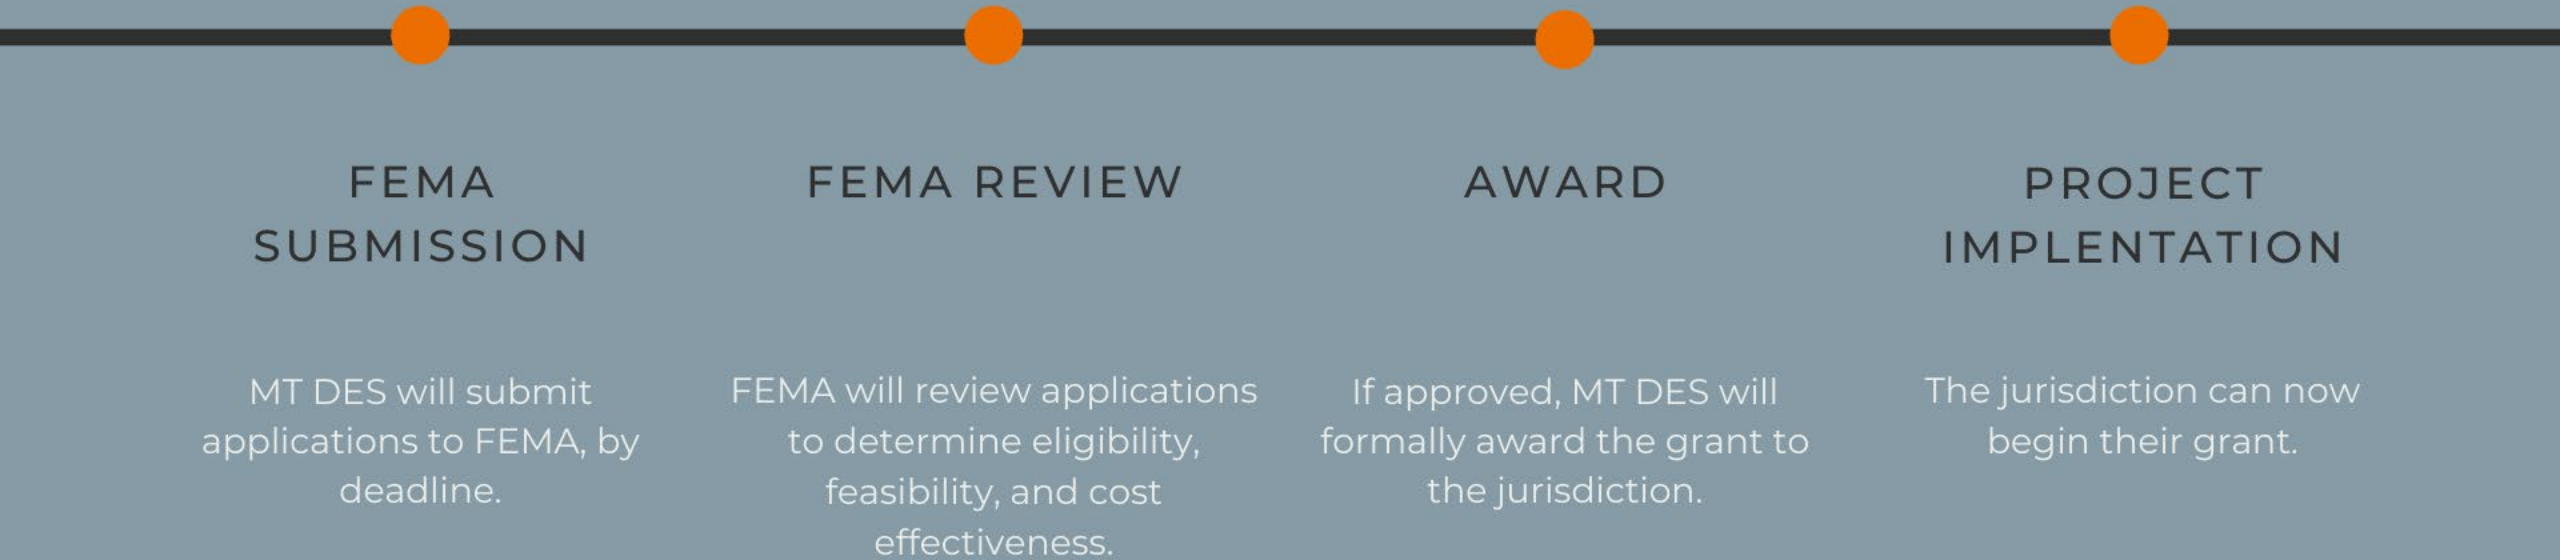 FEMA
SUBMISSION
MT DES will submit
applications to FEMA, by
deadline.
FEMA REVIEW
FEMA will review applications
to determine eligibility,
feasibility, and cost
effectiveness.
AWARD
If approved, MT DES will
formally award the grant to
the jurisdiction.
PROJECT
IMPLENTATION
The jurisdiction can now
begin their grant.